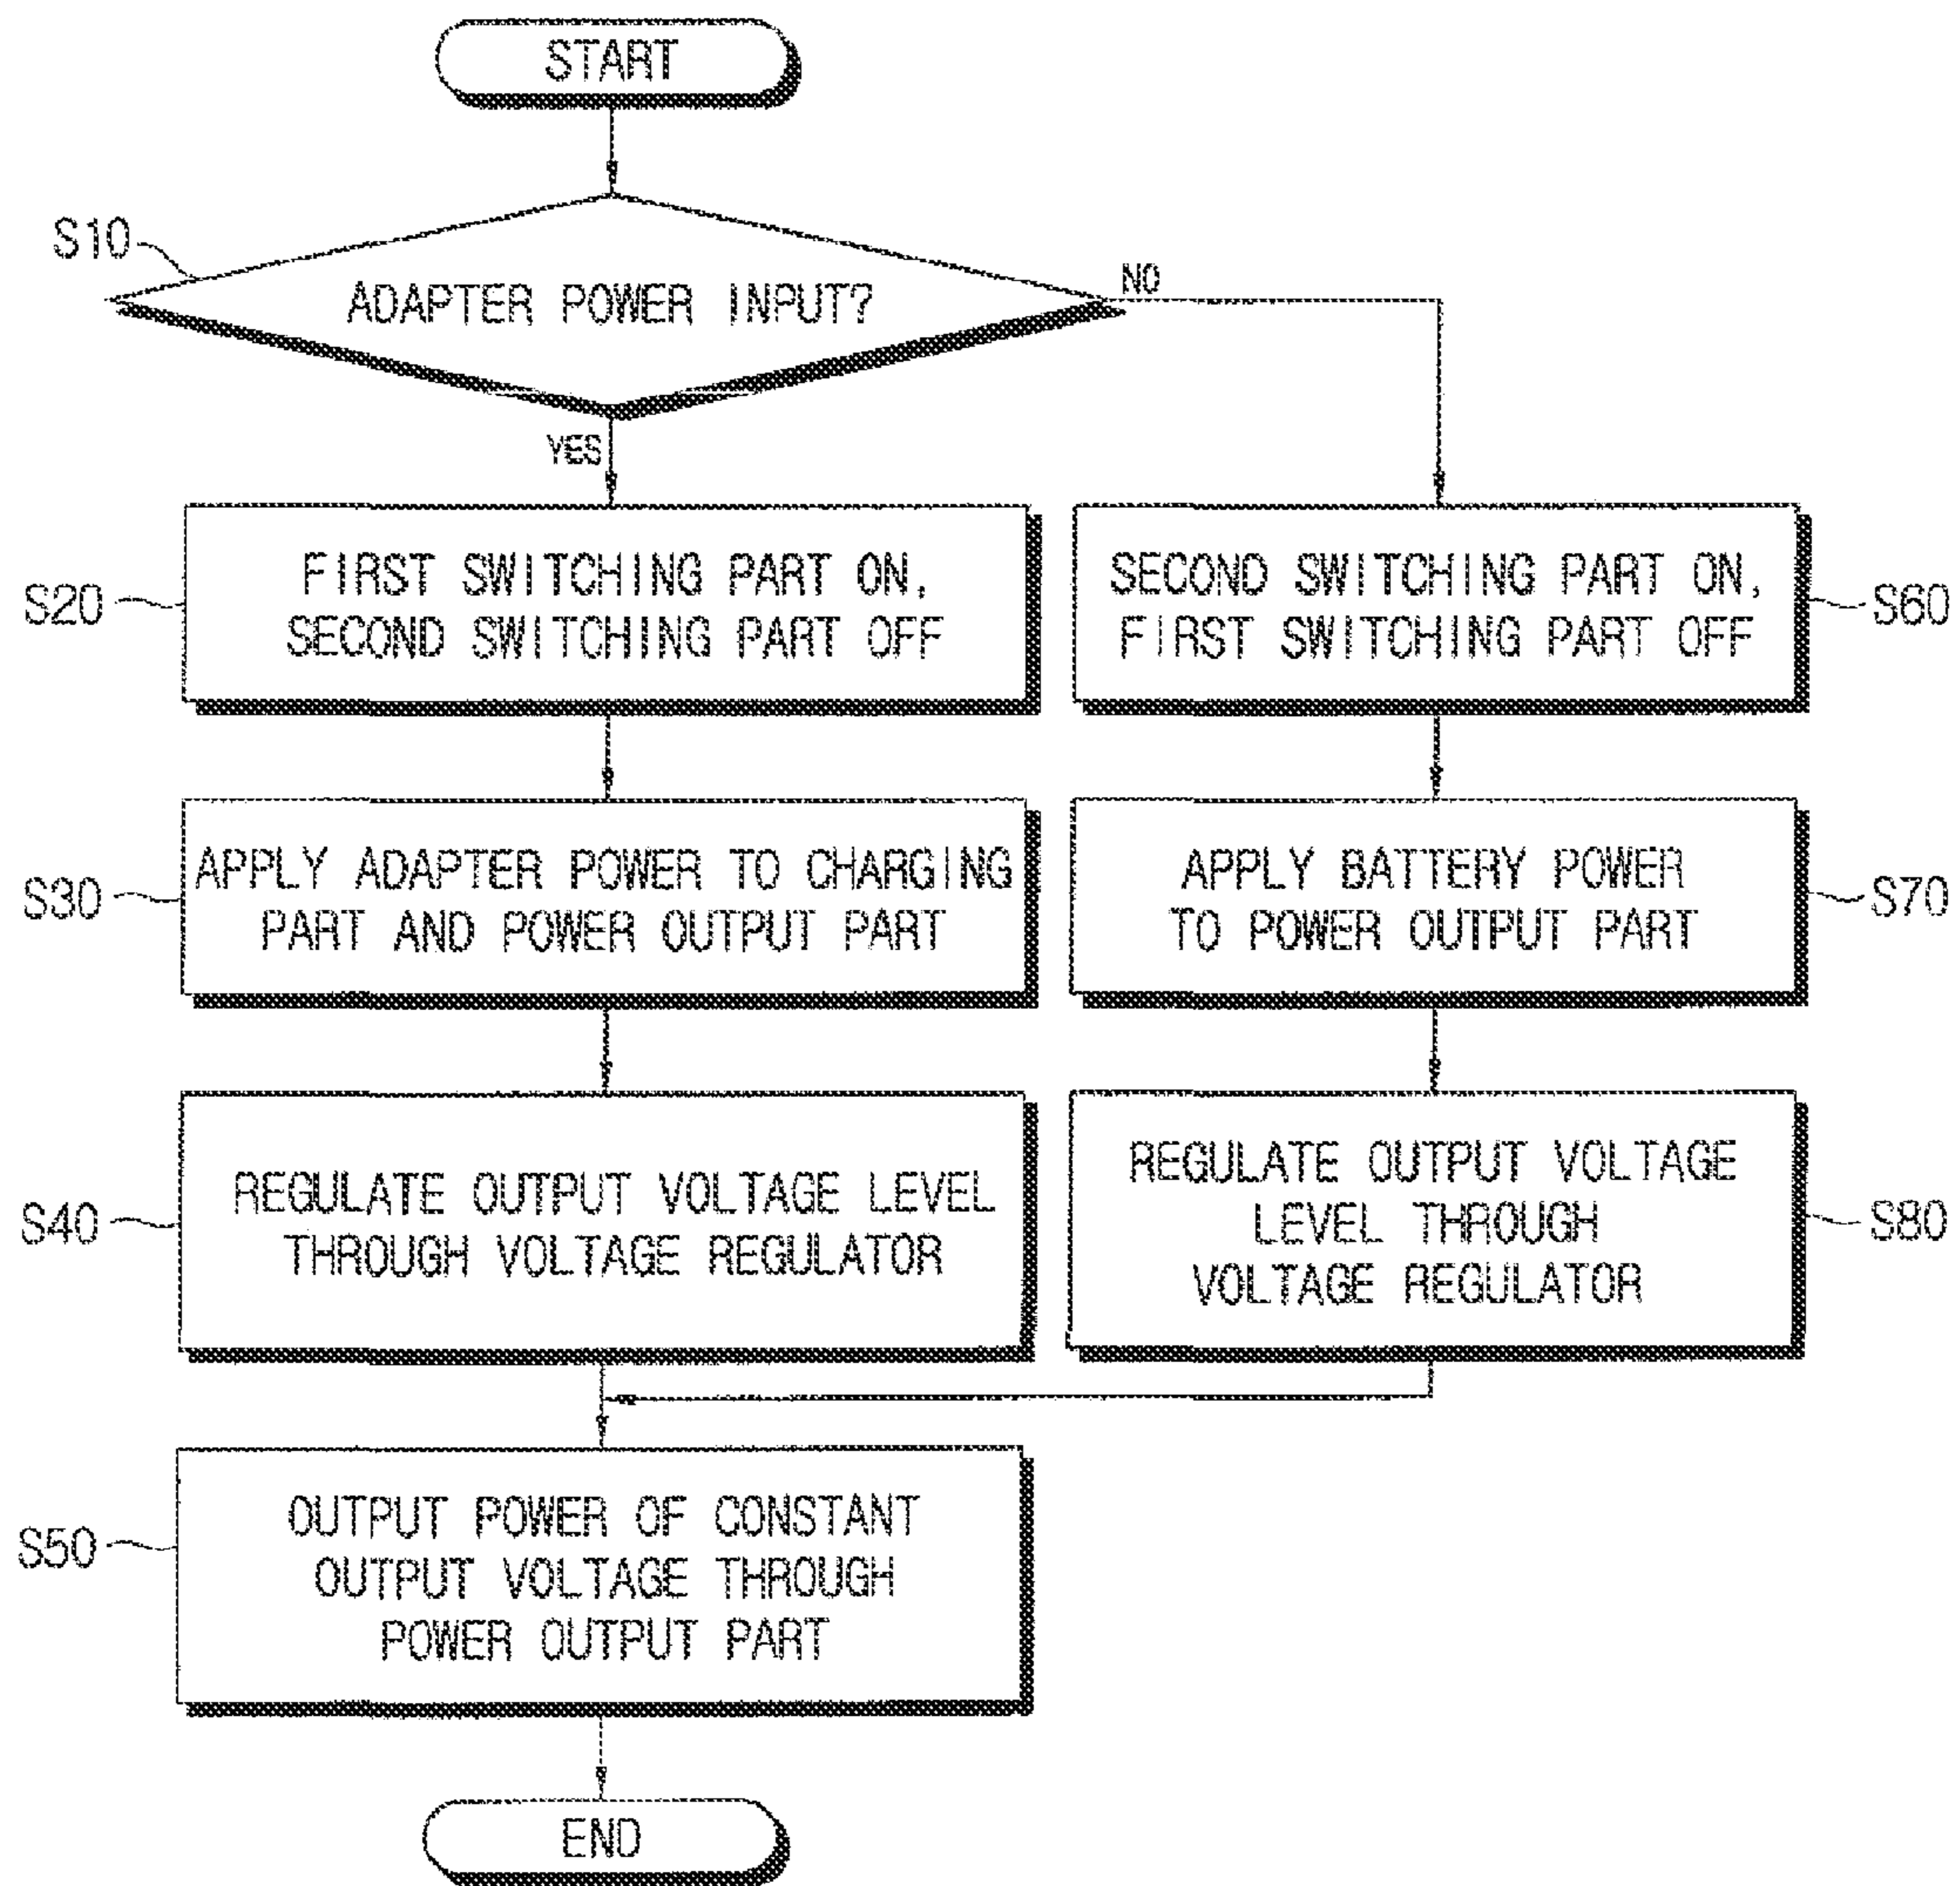 START
S10
ADAPTER POWER INPUT?
NO
YES
S20
FIRST SWITCHING PART ON,
SECOND SWITCHING PART OFF
SECOND SWITCHING PART ON,
FIRST SWITCHING PART OFF
S60
S30
APPLY ADAPTER POWER TO CHARGING
PART AND POWER OUTPUT PART
APPLY BATTERY POWER
TO POWER OUTPUT PART
S70
S40
REGULATE OUTPUT VOLTAGE LEVEL
THROUGH VOLTAGE REGULATOR
REGULATE OUTPUT VOLTAGE
LEVEL THROUGH
VOLTAGE REGULATOR
S80
S50
OUTPUT POWER OF CONSTANT
OUTPUT VOLTAGE THROUGH
POWER OUTPUT PART
END